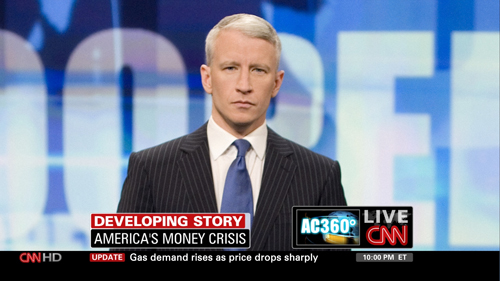 OOPE
DEVELOPING STORY
AMERICA'S MONEY CRISIS
AC360°
LIVE
CNN
CNN HD
UPDATE Gas demand rises as price drops sharply
10:00 PM ET